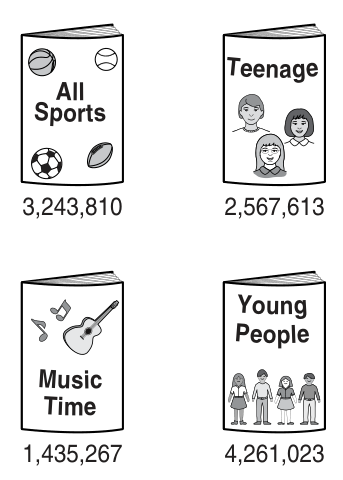 All
Sports
3,243,810
Teenage
2,567,613
Music
Time
1,435,267
Young
People
4,261,023